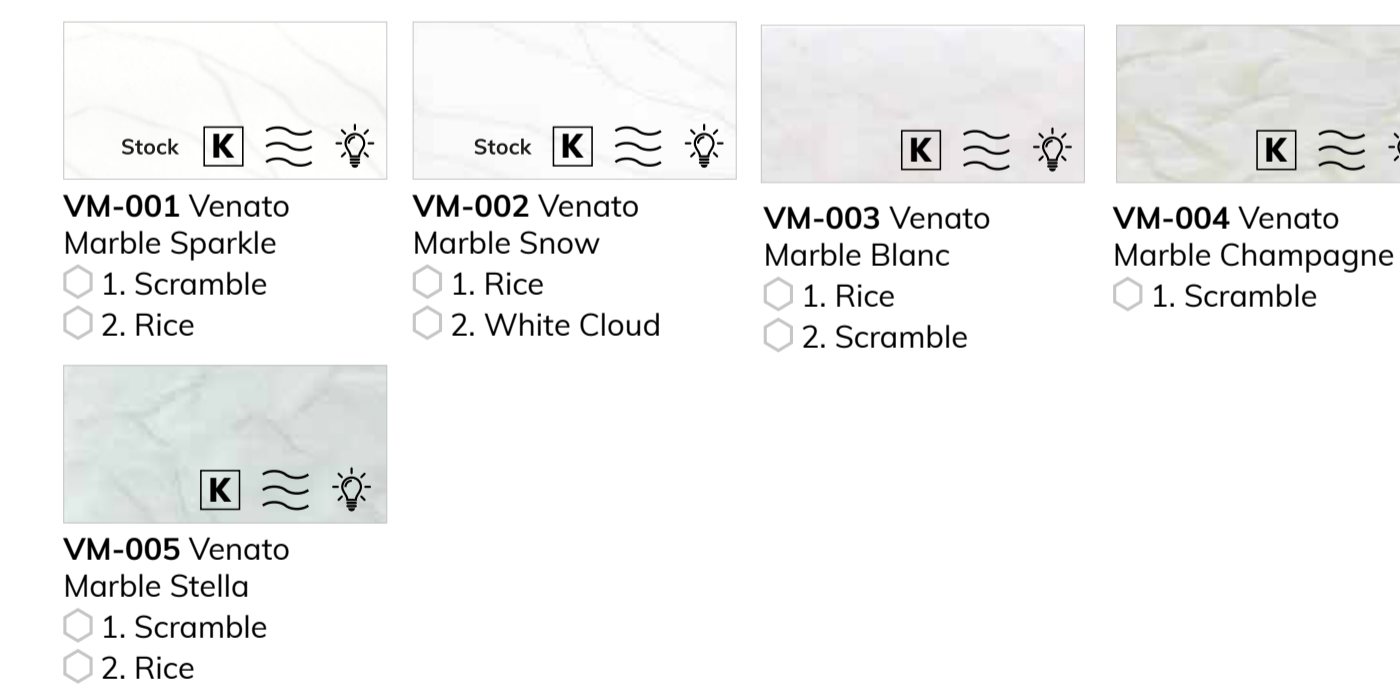 Stock K
VM-001 Venato
Marble Sparkle
1. Scramble
2. Rice
Stock K
VM-002 Venato
Marble Snow
1. Rice
2. White Cloud
K
VM-003 Venato
Marble Blanc
1. Rice
2. Scramble
K
VM-004 Venato
Marble Champagne
1. Scramble
K
VM-005 Venato
Marble Stella
1. Scramble
2. Rice